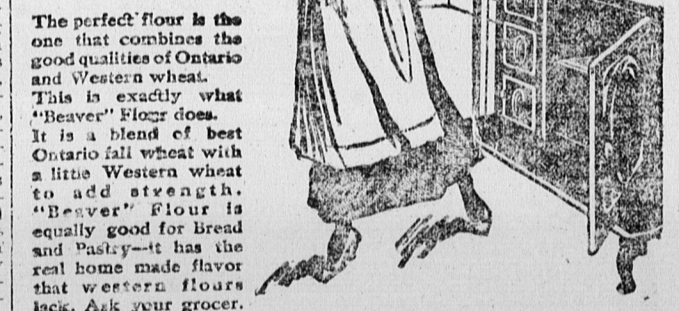 The perfect flour is the
one that combines the
good qualities of Ontario
and Western wheat.
This is exactly what
"Beaver" Flour does.
It is a blend of best
Ontario fall wheat with
a little Western wheat
to add strength.
"Beaver" Flour is
equally good for Bread
and Pastry—it has the
real home made flavor
that western flours
lack. Ask your grocer.